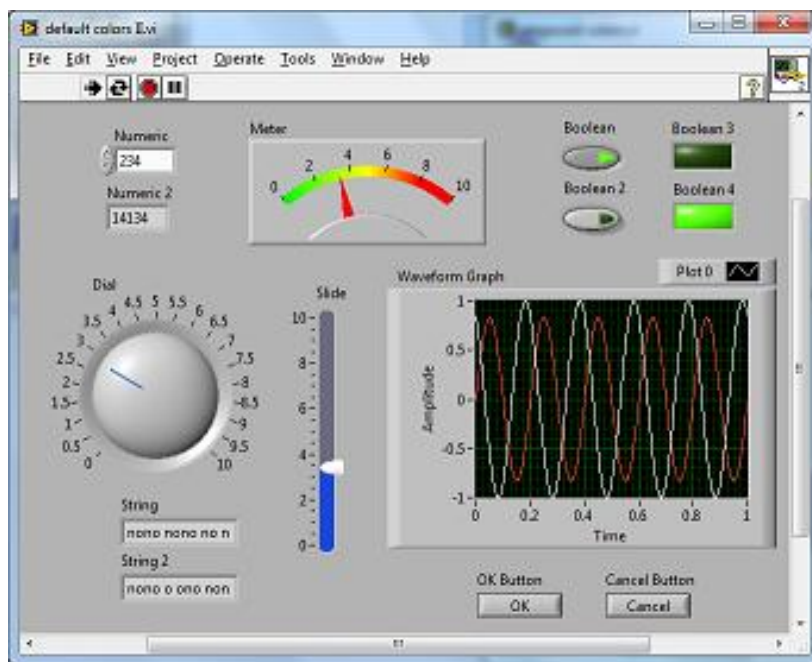 default colors II.vi
File Edit View Project Operate Tools Window Help
Numeric
234
Numeric 2
14134
Meter
0 2 4 6 8 10
Boolean
Boolean 2
Boolean 3
Boolean 4
Dial
0 0.5 1 1.5 2 2.5 3 3.5 4 4.5 5 5.5 6 6.5 7 7.5 8 8.5 9 9.5 10
Slide
10
8
6
4
2
0
Waveform Graph
Plot 0
Amplitude
1
0.5
0
-0.5
-1
0 0.2 0.4 0.6 0.8 1
Time
String
nono nono no n
String 2
nono o ono non
OK Button
OK
Cancel Button
Cancel